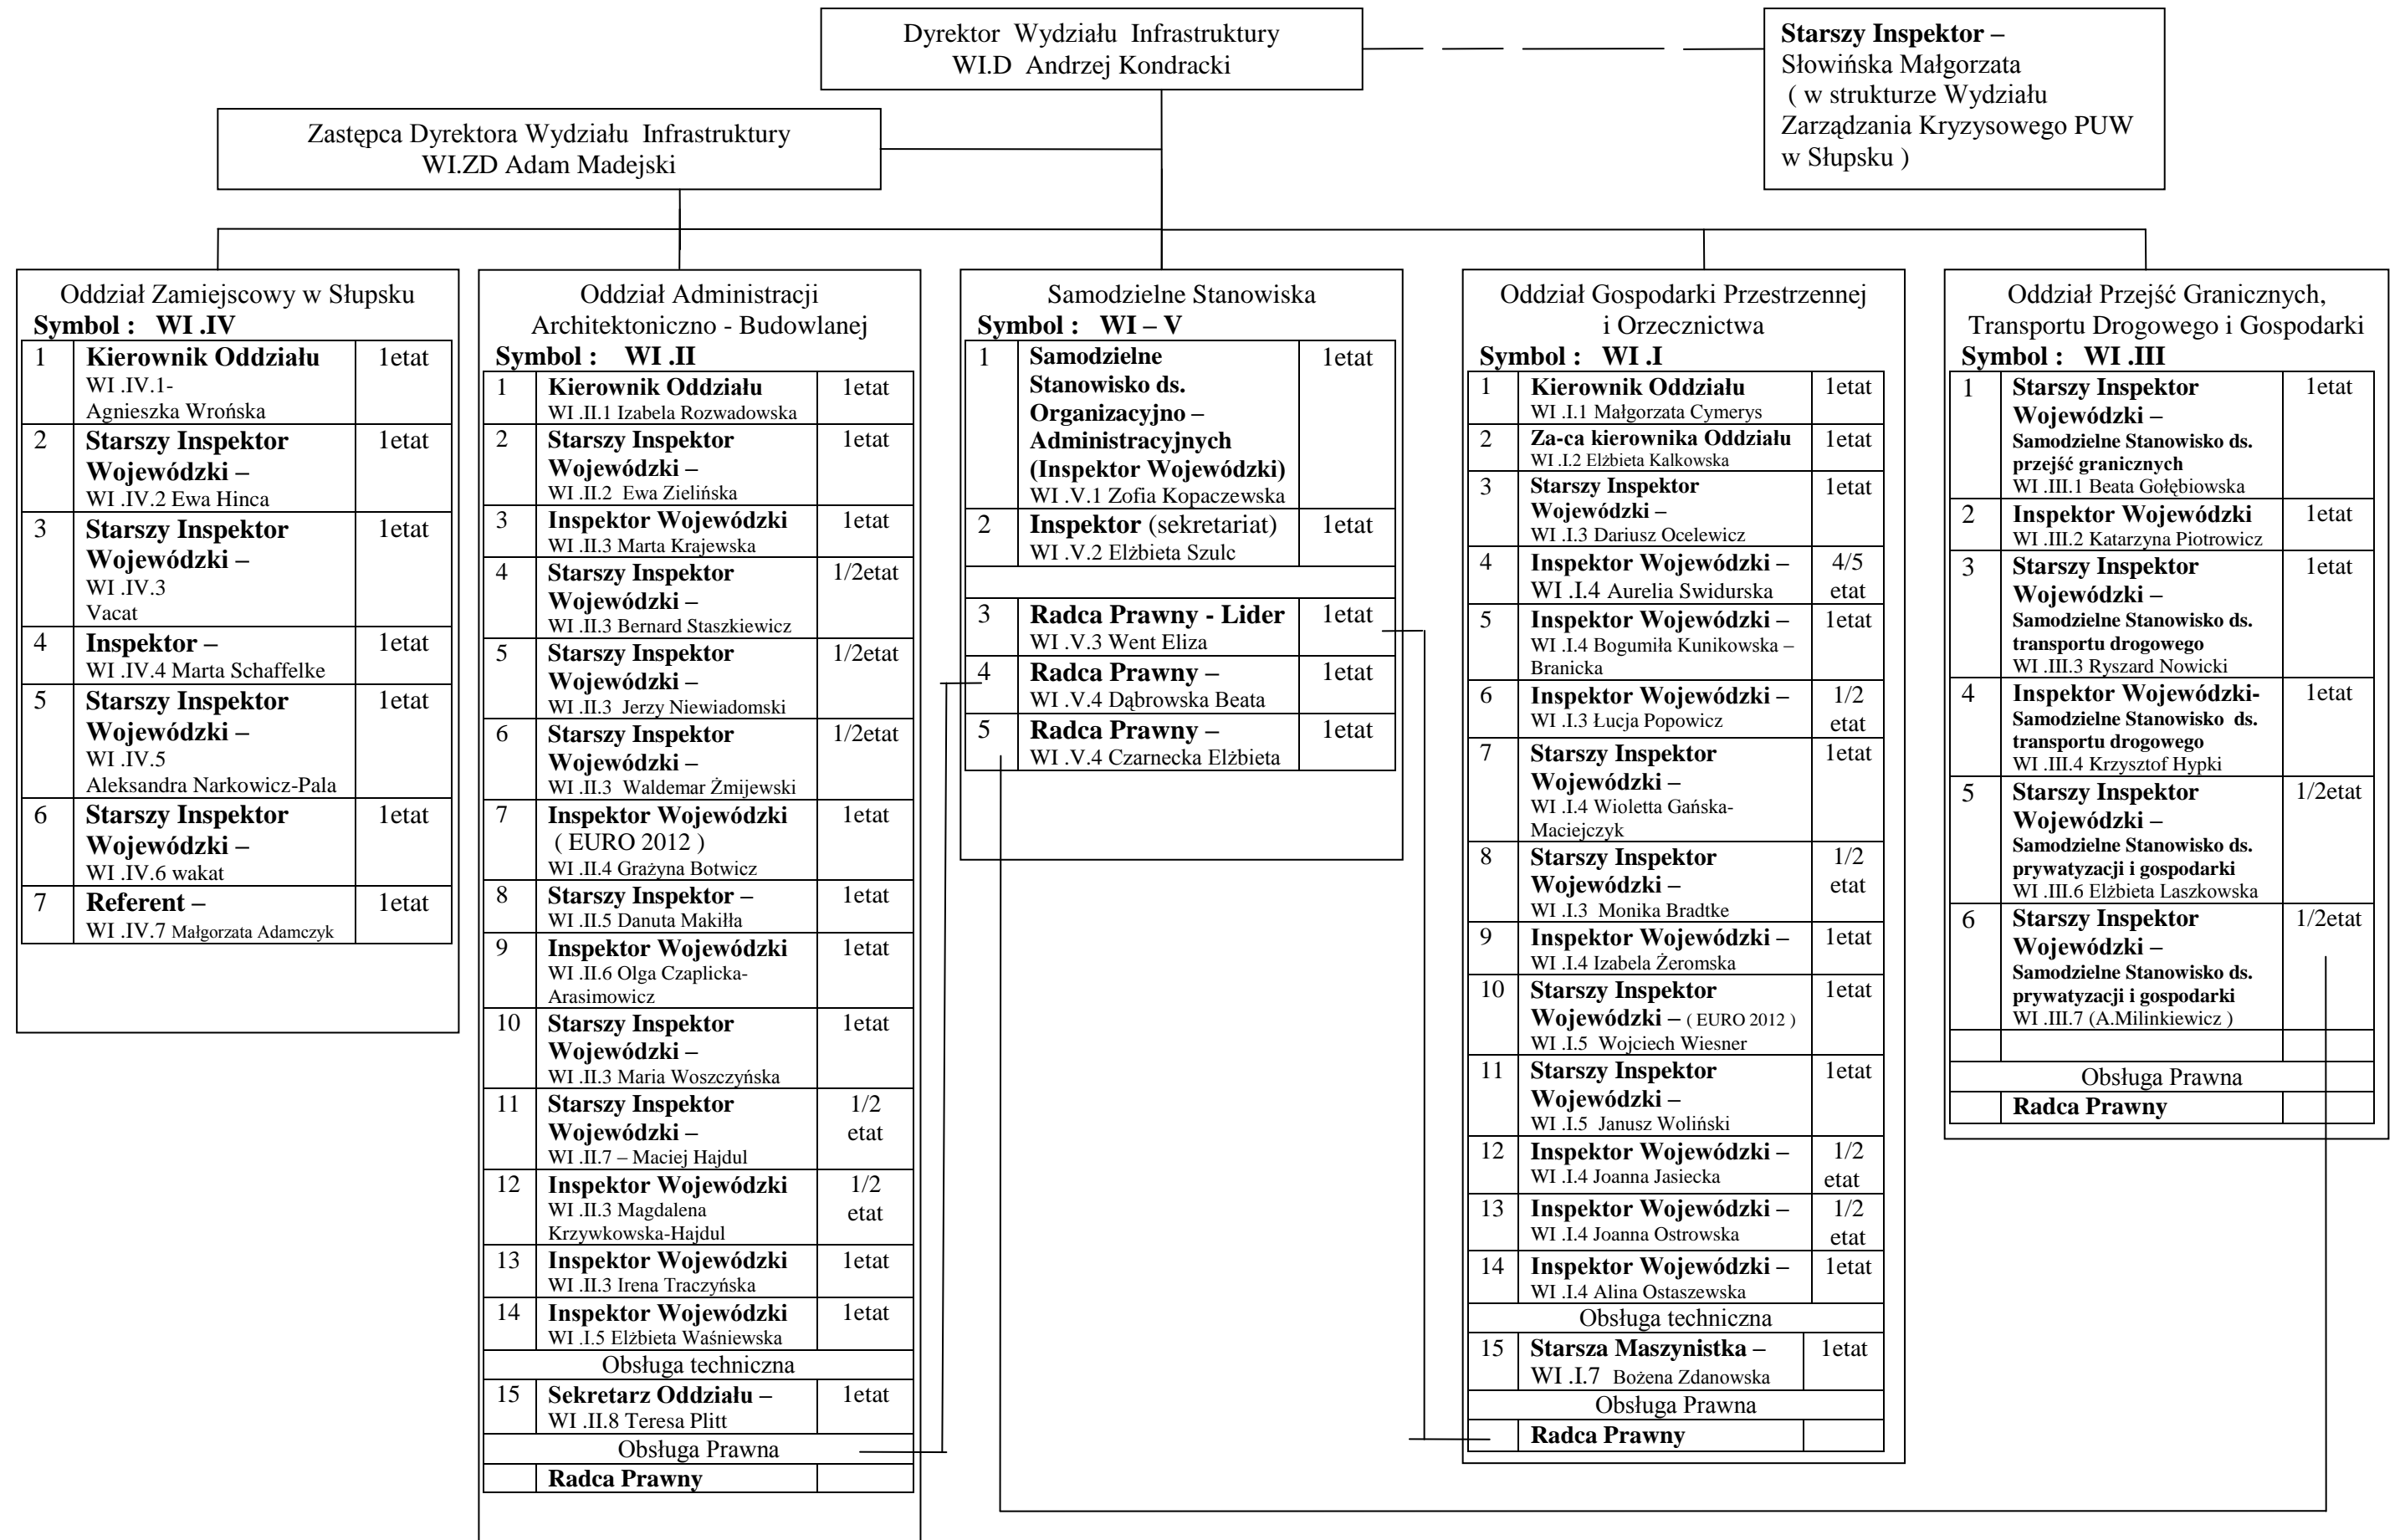 Dyrektor Wydziału Infrastruktury
WI.D Andrzej Kondracki
Starszy Inspektor –
Słowińska Małgorzata
( w strukturze Wydziału
Zarządzania Kryzysowego PUW
w Słupsku )
Zastępca Dyrektora Wydziału Infrastruktury
WI.ZD Adam Madejski
Oddział Zamiejscowy w Słupsku
Symbol : WI .IV
1 Kierownik Oddziału 1etat
WI .IV.1-
Agnieszka Wrońska
2 Starszy Inspektor 1etat
Wojewódzki –
WI .IV.2 Ewa Hinca
3 Starszy Inspektor 1etat
Wojewódzki –
WI .IV.3
Vacat
4 Inspektor – 1etat
WI .IV.4 Marta Schaffelke
5 Starszy Inspektor 1etat
Wojewódzki –
WI .IV.5
Aleksandra Narkowicz-Pala
6 Starszy Inspektor 1etat
Wojewódzki –
WI .IV.6 wakat
7 Referent – 1etat
WI .IV.7 Małgorzata Adamczyk
Oddział Administracji
Architektoniczno - Budowlanej
Symbol : WI .II
1 Kierownik Oddziału 1etat
WI .II.1 Izabela Rozwadowska
2 Starszy Inspektor 1etat
Wojewódzki –
WI .II.2 Ewa Zielińska
3 Inspektor Wojewódzki 1etat
WI .II.3 Marta Krajewska
4 Starszy Inspektor 1/2etat
Wojewódzki –
WI .II.3 Bernard Staszkiewicz
5 Starszy Inspektor 1/2etat
Wojewódzki –
WI .II.3 Jerzy Niewiadomski
6 Starszy Inspektor 1/2etat
Wojewódzki –
WI .II.3 Waldemar Żmijewski
7 Inspektor Wojewódzki 1etat
( EURO 2012 )
WI .II.4 Grażyna Botwicz
8 Starszy Inspektor – 1etat
WI .II.5 Danuta Makiłła
9 Inspektor Wojewódzki 1etat
WI .II.6 Olga Czaplicka-
Arasimowicz
10 Starszy Inspektor 1etat
Wojewódzki –
WI .II.3 Maria Woszczyńska
11 Starszy Inspektor 1/2
Wojewódzki – etat
WI .II.7 – Maciej Hajdul
12 Inspektor Wojewódzki 1/2
WI .II.3 Magdalena etat
Krzywkowska-Hajdul
13 Inspektor Wojewódzki 1etat
WI .II.3 Irena Traczyńska
14 Inspektor Wojewódzki 1etat
WI .I.5 Elżbieta Waśniewska
Obsługa techniczna
15 Sekretarz Oddziału – 1etat
WI .II.8 Teresa Plitt
Obsługa Prawna
Radca Prawny
Samodzielne Stanowiska
Symbol : WI – V
1 Samodzielne 1etat
Stanowisko ds.
Organizacyjno –
Administracyjnych
(Inspektor Wojewódzki)
WI .V.1 Zofia Kopaczewska
2 Inspektor (sekretariat) 1etat
WI .V.2 Elżbieta Szulc
3 Radca Prawny - Lider 1etat
WI .V.3 Went Eliza
4 Radca Prawny – 1etat
WI .V.4 Dąbrowska Beata
5 Radca Prawny – 1etat
WI .V.4 Czarnecka Elżbieta
Oddział Gospodarki Przestrzennej
i Orzecznictwa
Symbol : WI .I
1 Kierownik Oddziału 1etat
WI .I.1 Małgorzata Cymerys
2 Za-ca kierownika Oddziału 1etat
WI .I.2 Elżbieta Kalkowska
3 Starszy Inspektor 1etat
Wojewódzki –
WI .I.3 Dariusz Ocelewicz
4 Inspektor Wojewódzki – 4/5
WI .I.4 Aurelia Swidurska etat
5 Inspektor Wojewódzki – 1etat
WI .I.4 Bogumiła Kunikowska –
Branicka
6 Inspektor Wojewódzki – 1/2
WI .I.3 Łucja Popowicz etat
7 Starszy Inspektor 1etat
Wojewódzki –
WI .I.4 Wioletta Gańska-
Maciejczyk
8 Starszy Inspektor 1/2
Wojewódzki – etat
WI .I.3 Monika Bradtke
9 Inspektor Wojewódzki – 1etat
WI .I.4 Izabela Żeromska
10 Starszy Inspektor 1etat
Wojewódzki – ( EURO 2012 )
WI .I.5 Wojciech Wiesner
11 Starszy Inspektor 1etat
Wojewódzki –
WI .I.5 Janusz Woliński
12 Inspektor Wojewódzki – 1/2
WI .I.4 Joanna Jasiecka etat
13 Inspektor Wojewódzki – 1/2
WI .I.4 Joanna Ostrowska etat
14 Inspektor Wojewódzki – 1etat
WI .I.4 Alina Ostaszewska
Obsługa techniczna
15 Starsza Maszynistka – 1etat
WI .I.7 Bożena Zdanowska
Obsługa Prawna
Radca Prawny
Oddział Przejść Granicznych,
Transportu Drogowego i Gospodarki
Symbol : WI .III
1 Starszy Inspektor 1etat
Wojewódzki –
Samodzielne Stanowisko ds.
przejść granicznych
WI .III.1 Beata Gołębiowska
2 Inspektor Wojewódzki 1etat
WI .III.2 Katarzyna Piotrowicz
3 Starszy Inspektor 1etat
Wojewódzki –
Samodzielne Stanowisko ds.
transportu drogowego
WI .III.3 Ryszard Nowicki
4 Inspektor Wojewódzki- 1etat
Samodzielne Stanowisko ds.
transportu drogowego
WI .III.4 Krzysztof Hypki
5 Starszy Inspektor 1/2etat
Wojewódzki –
Samodzielne Stanowisko ds.
prywatyzacji i gospodarki
WI .III.6 Elżbieta Laszkowska
6 Starszy Inspektor 1/2etat
Wojewódzki –
Samodzielne Stanowisko ds.
prywatyzacji i gospodarki
WI .III.7 (A.Milinkiewicz )
Obsługa Prawna
Radca Prawny